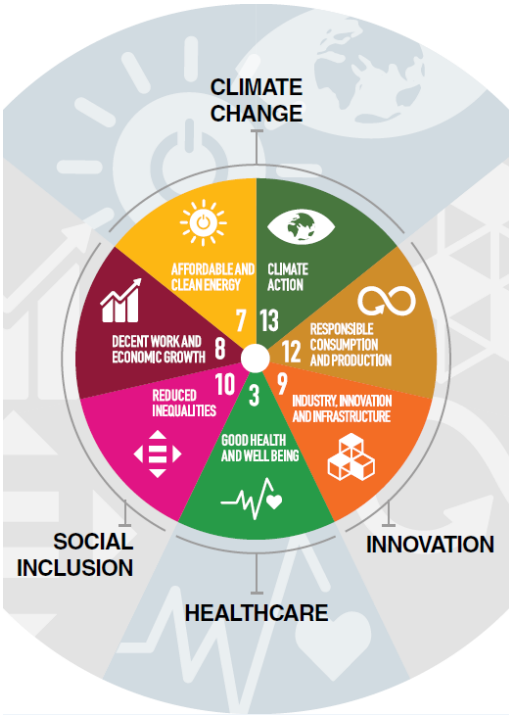 CLIMATE
CHANGE
AFFORDABLE AND
CLEAN ENERGY
7
CLIMATE
ACTION
13
RESPONSIBLE
CONSUMPTION
AND PRODUCTION
12
INDUSTRY, INNOVATION
AND INFRASTRUCTURE
9
GOOD HEALTH
AND WELL BEING
3
REDUCED
INEQUALITIES
10
DECENT WORK AND
ECONOMIC GROWTH
8
SOCIAL
INCLUSION
INNOVATION
HEALTHCARE